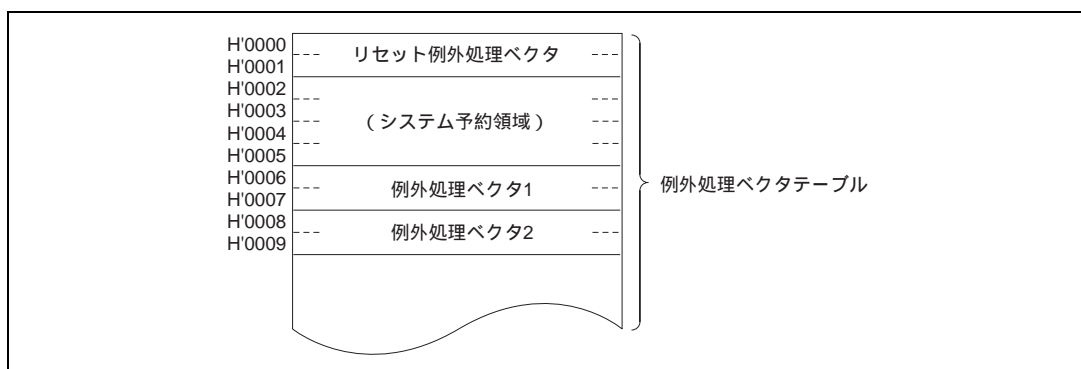 H'0000
H'0001
リセット例外処理ベクタ
H'0002
H'0003
H'0004
H'0005
(システム予約領域)
H'0006
H'0007
例外処理ベクタ1
H'0008
H'0009
例外処理ベクタ2
例外処理ベクタテーブル